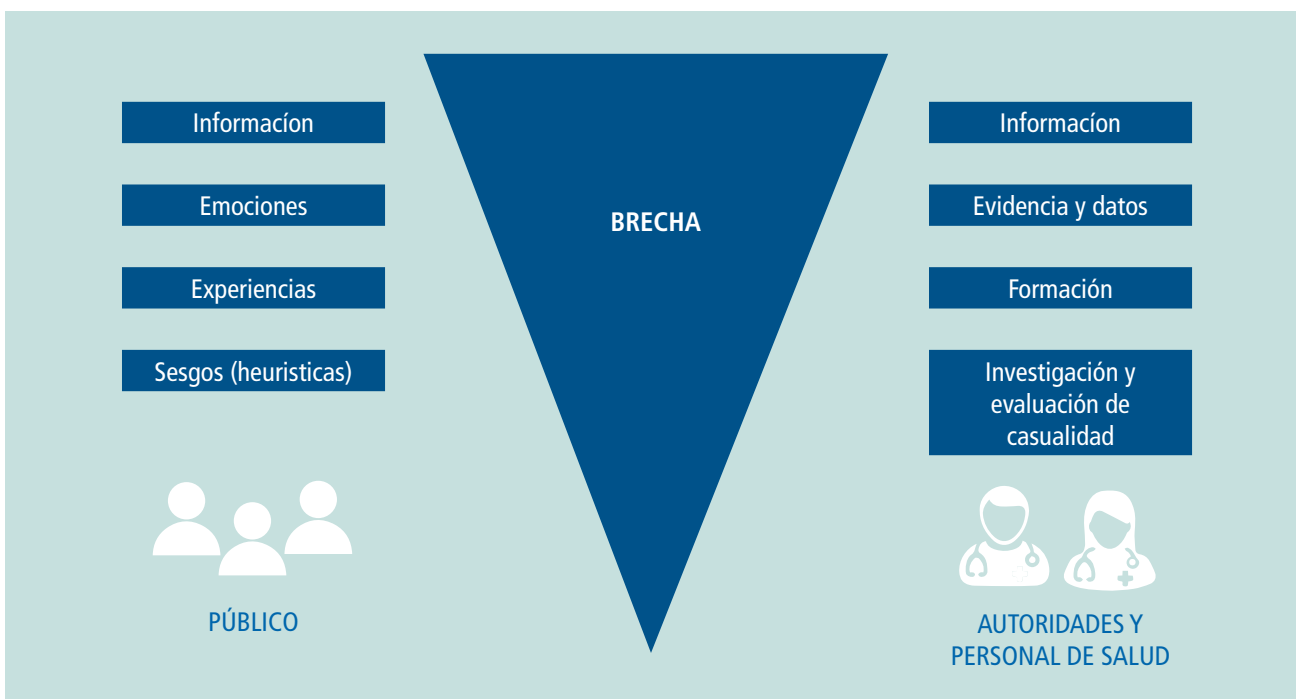 Informacíon
Emociones
Experiencias
Sesgos (heuristicas)
PÚBLICO
BRECHA
Informacíon
Evidencia y datos
Formación
Investigación y
evaluación de
casualidad
AUTORIDADES Y
PERSONAL DE SALUD